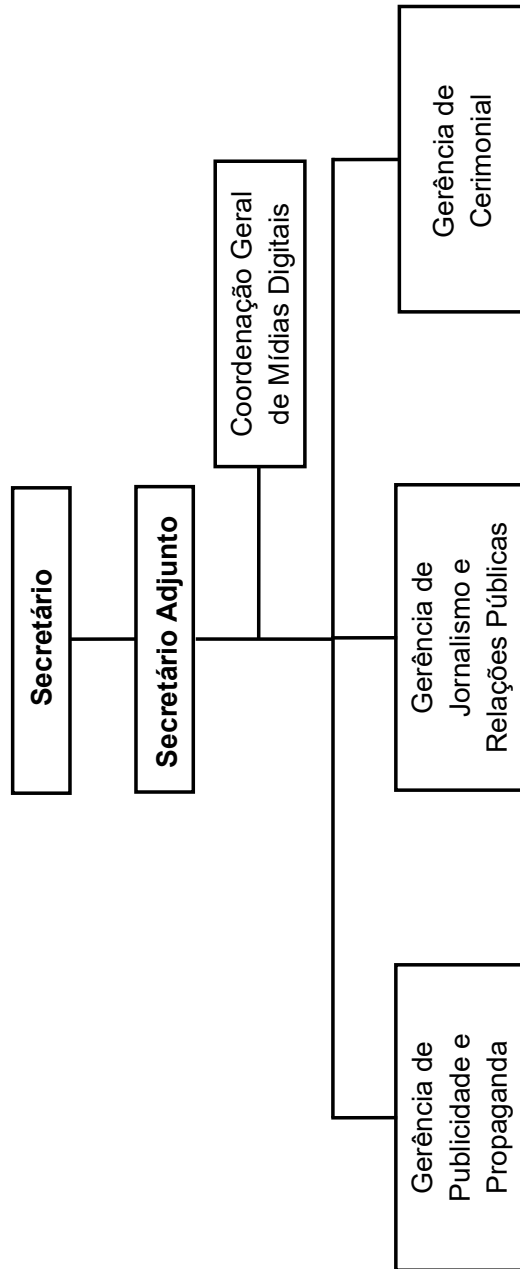 Secretário
Secretário Adjunto
Coordenação Geral
de Mídias Digitais
Gerência de
Publicidade e
Propaganda
Gerência de
Jornalismo e
Relações Públicas
Gerência de
Cerimonial